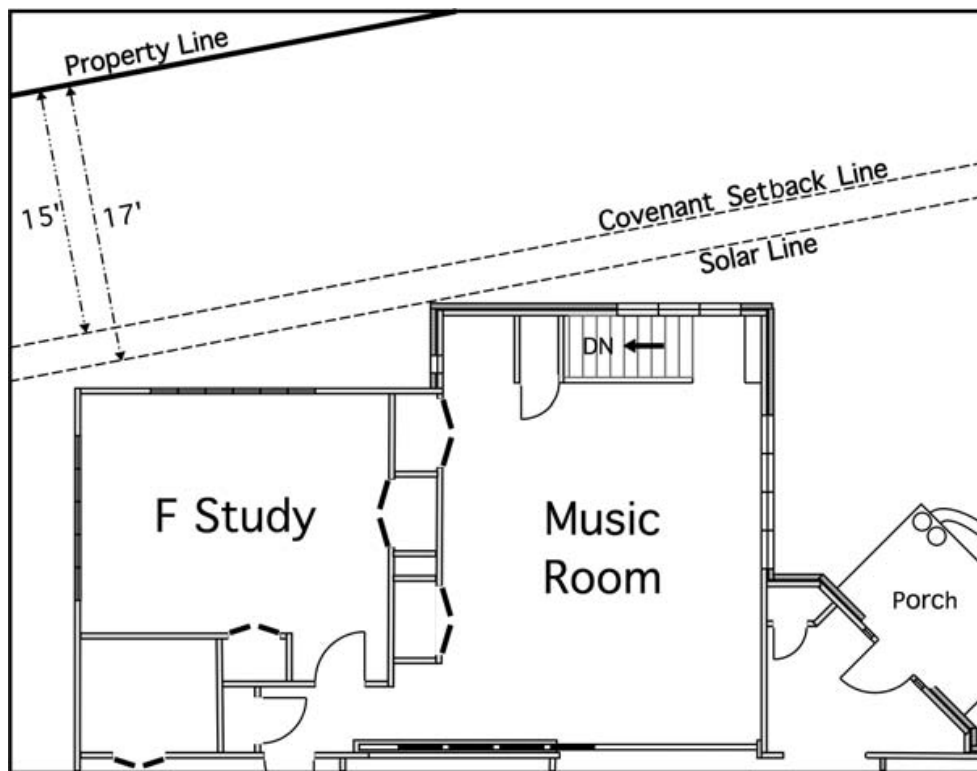 Property Line
15'
17'
Covenant Setback Line
Solar Line
DN
F Study
Music
Room
Porch